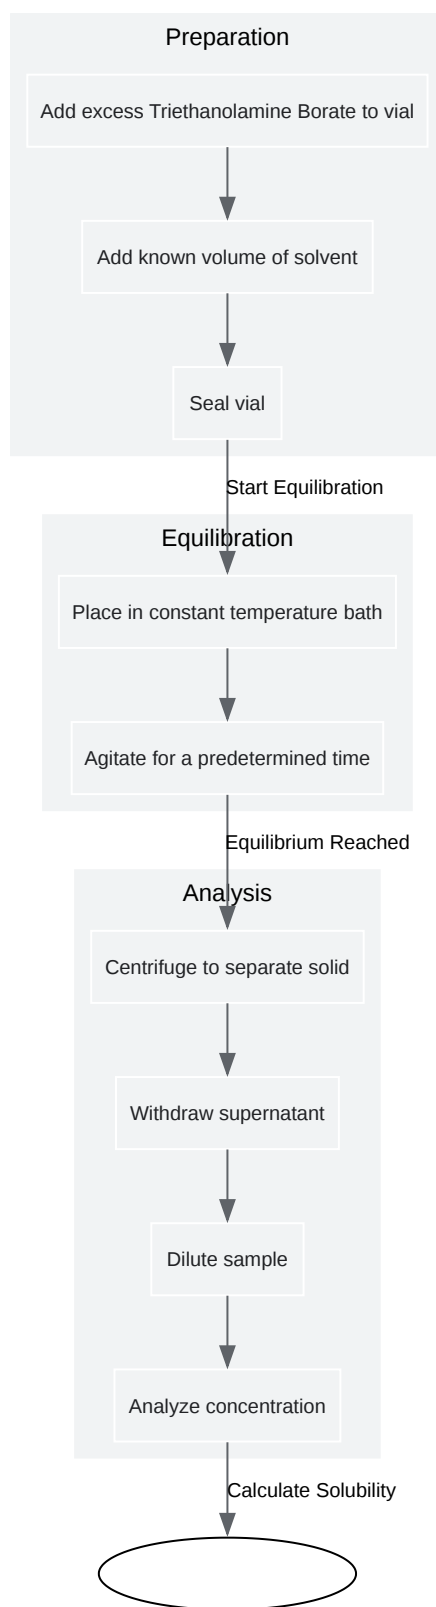 Preparation
Add excess Triethanolamine Borate to vial
Add known volume of solvent
Seal vial
Start Equilibration
Equilibration
Place in constant temperature bath
Agitate for a predetermined time
Equilibrium Reached
Analysis
Centrifuge to separate solid
Withdraw supernatant
Dilute sample
Analyze concentration
Calculate Solubility